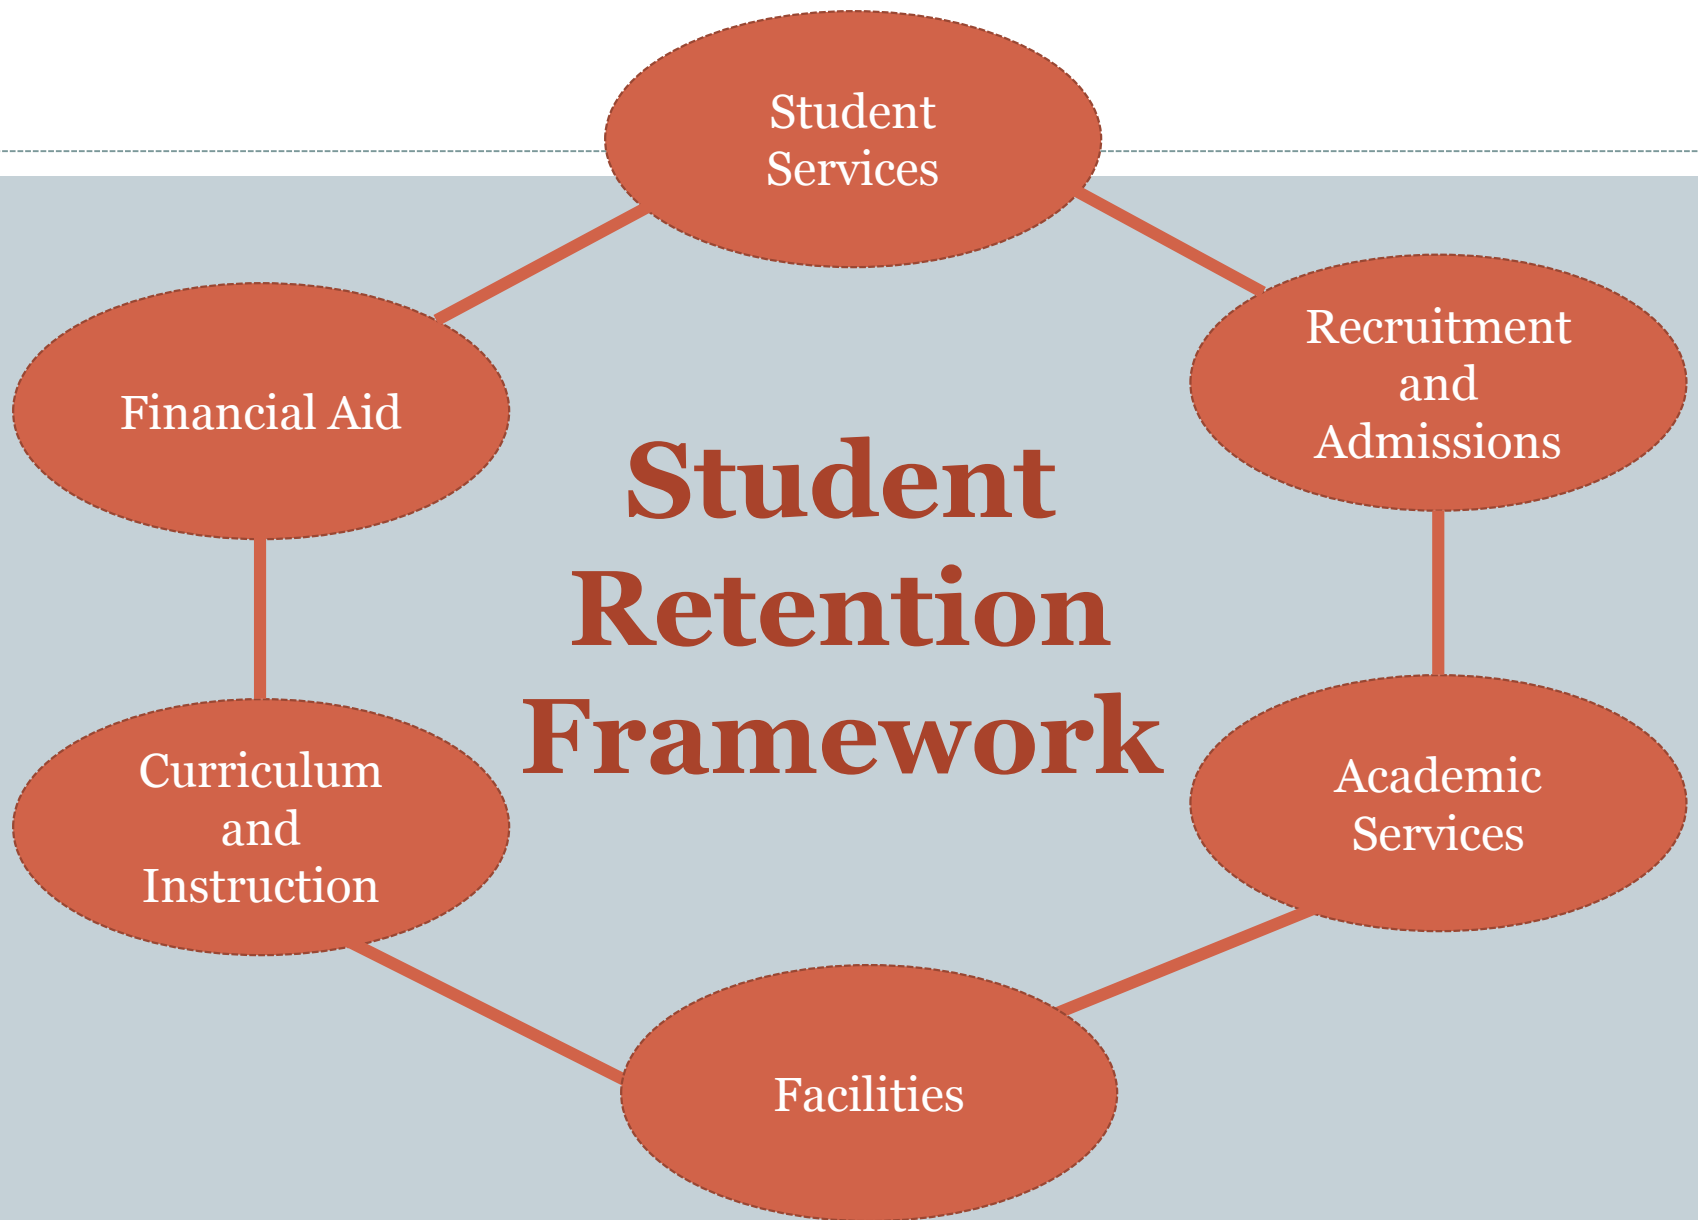 Student
Services
Recruitment
and
Admissions
Financial Aid
Student
Retention
Framework
Curriculum
and
Instruction
Academic
Services
Facilities